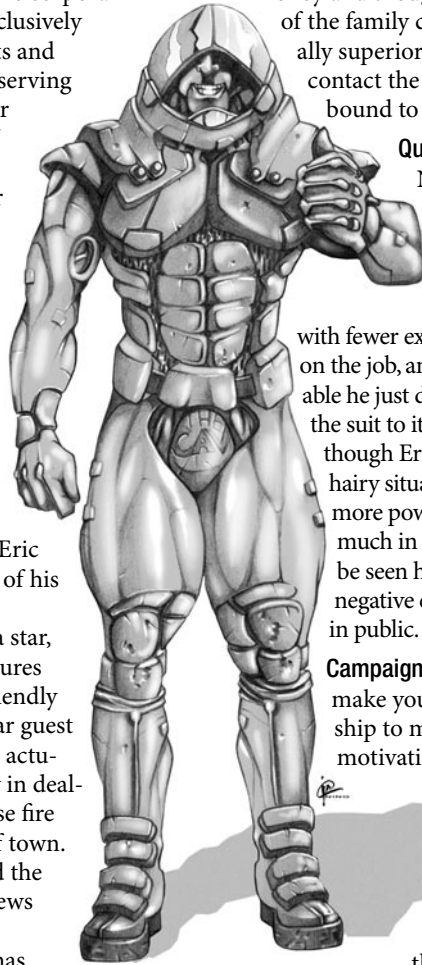 clusively
ts and
serving
r
r
Eric
of his
a star,
ures
iendly
ar guest
actu-
y in deal-
se fire
f town.
d the
ews
has
of the family c
ally superior
contact the
bound to
Qu
N
with fewer ex
on the job, an
able he just d
the suit to it
though Er
hairy situa
more pow
much in
be seen h
negative e
in public.
Campaign
make you
ship to m
motivati
th